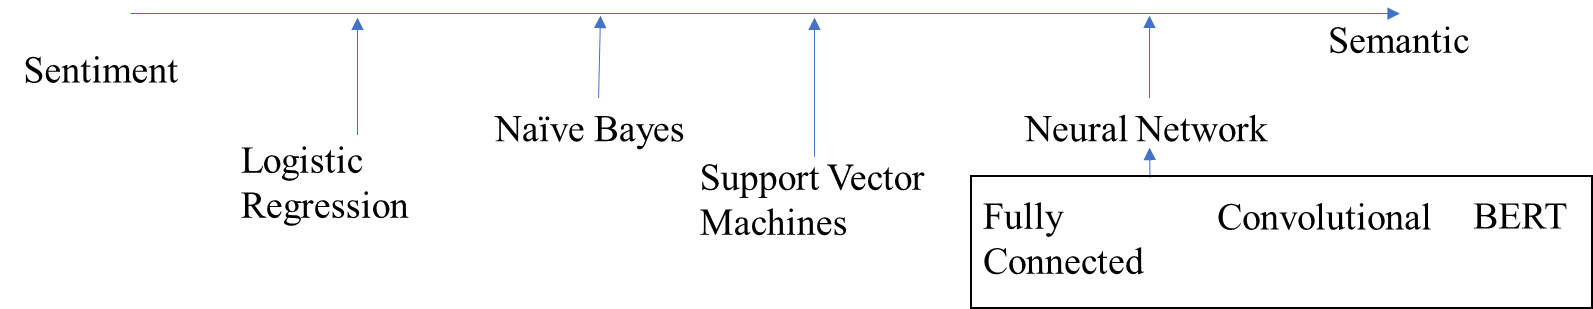 Semantic
Sentiment
Naïve Bayes
Neural Network
Logistic
Regression
Support Vector
Machines
Fully
Connected
Convolutional
BERT